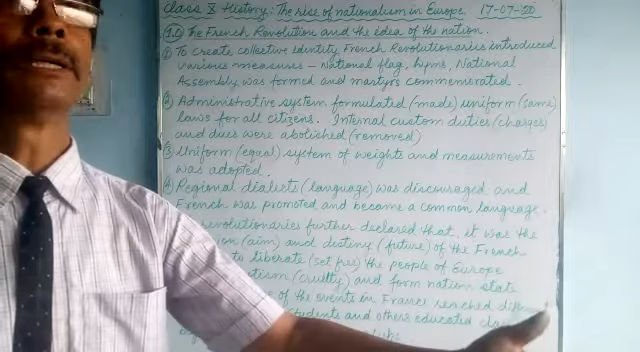 Class X History: The rise of nationalism in Europe. 17-07-'20
(1.0) The French Revolution and the idea of the nation.
① To create collective identity French Revolutionaries introduced
various measures – National flag, hymns, National
Assembly was formed and martyrs commemorated.
② Administrative system formulated (made) uniform (same)
laws for all citizens. Internal custom duties (charges)
and dues were abolished (removed)
③ Uniform (equal) system of weights and measurements
was adopted.
④ Regional dialects (language) was discouraged and
French was promoted and became a common language.
revolutionaries further declared that, it was the
(aim) and destiny (future) of the French
to liberate (set free) the people of Europe
(cruelty) and form nation state
of the events in France reached
students and others educated